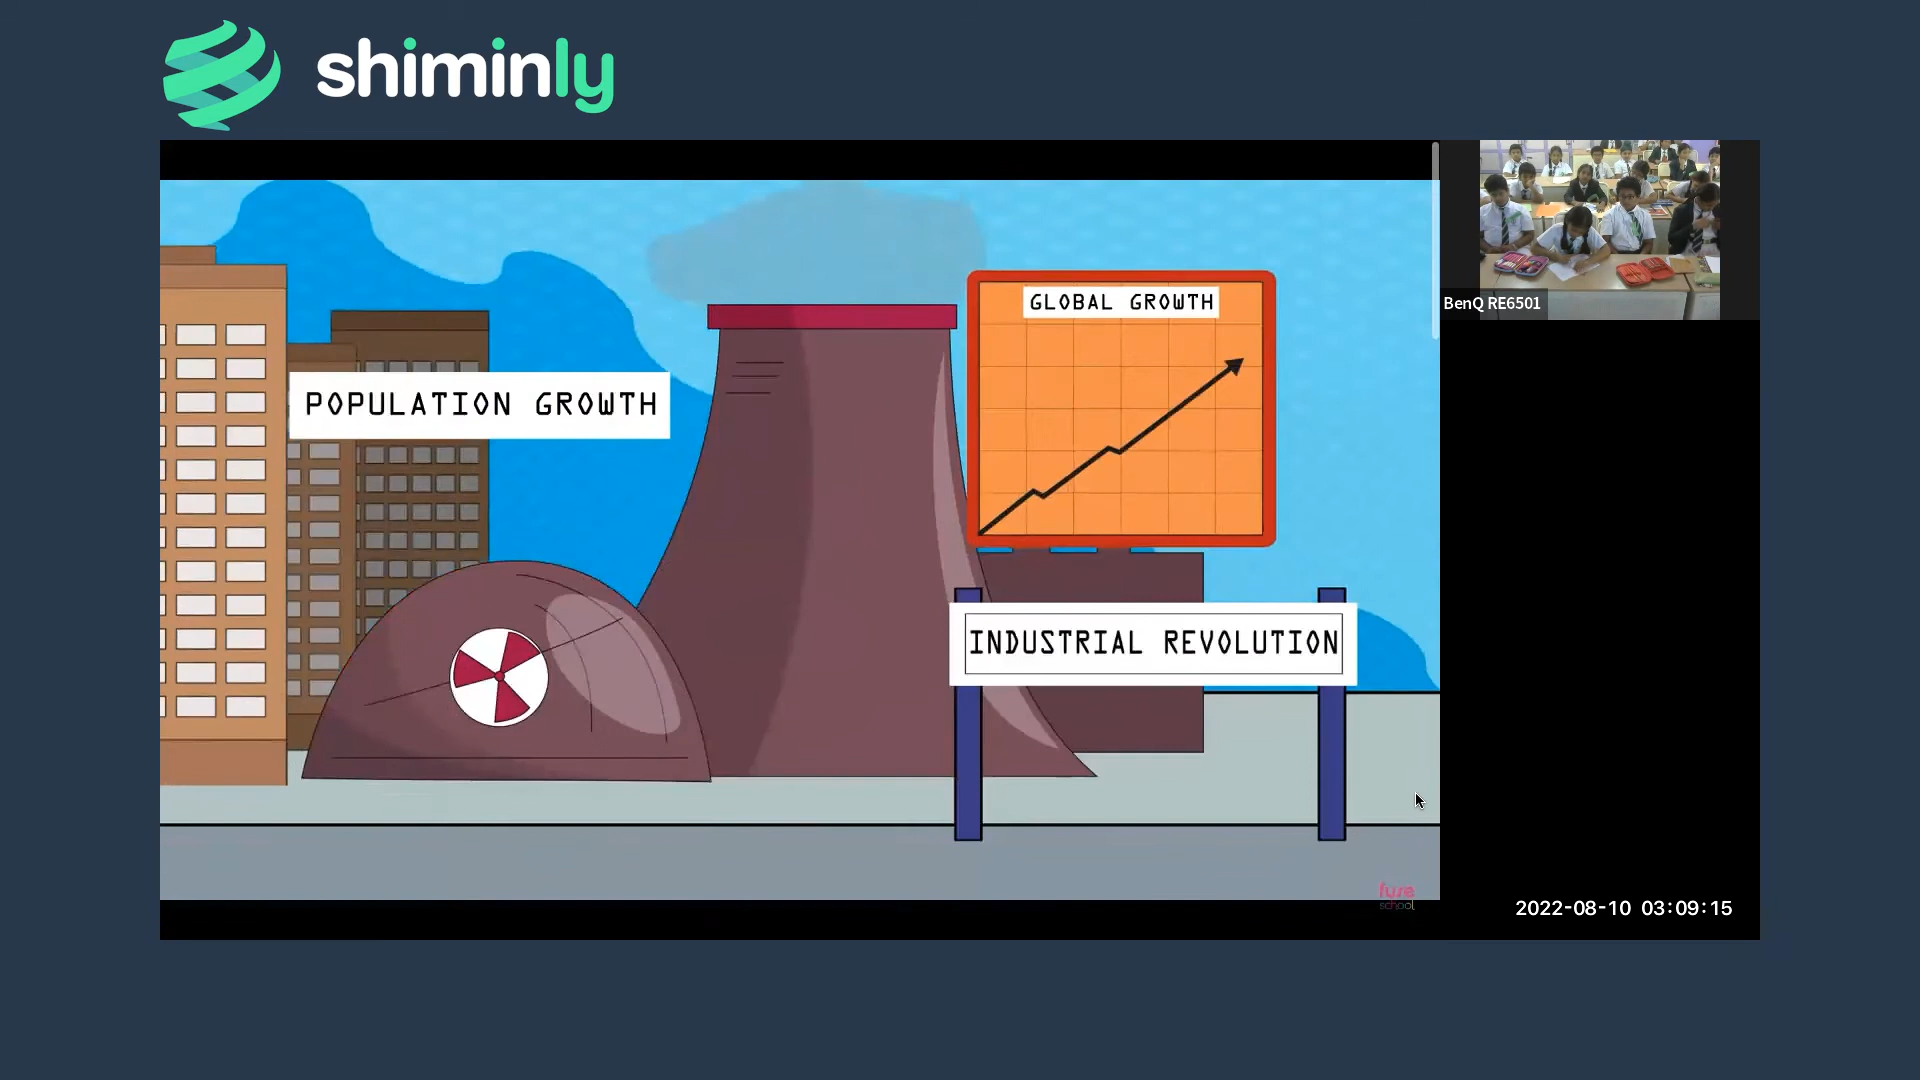 shiminly
GLOBAL GROWTH
POPULATION GROWTH
INDUSTRIAL REVOLUTION
BenQ RE6501
fuse
school
2022-08-10 03:09:15